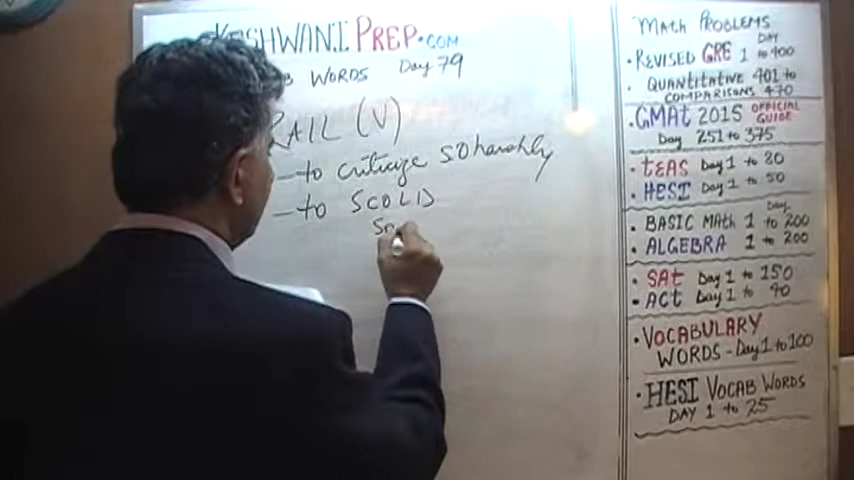 KESHWANI PREP.COM
WORDS Day 79
RAIL (V)
- to criticize so harshly
- to SCOLD
Math PROBLEMS
DAY
• REVISED GRE 1 to 400
• QUANTITATIVE 401 to
COMPARISONS 470
• GMAt 2015 OFFICIAL GUIDE
Day 251 to 375
• tEAS Day 1 to 80
• HESI Day 1 to 50
Day
• BASIC MAth 1 to 200
• ALGEBRA 1 to 200
• SAt Day 1 to 150
• ACt Day 1 to 90
• VOCABULARY
WORDS - Day 1 to 100
• HESI VOCAB WORDS
DAY 1 to 25